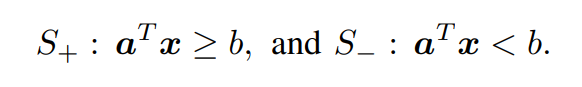 S₊ : aᵀx ≥ b, and S₋ : aᵀx < b.